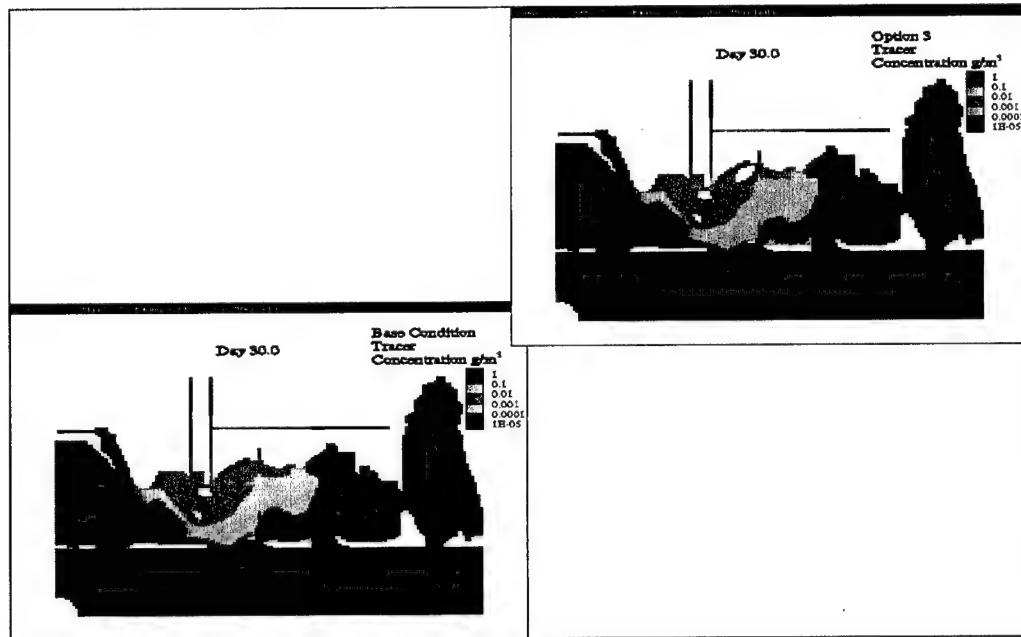 Day 30.0
Option 3
Tracer
Concentration g/m³
1
0.1
0.01
0.001
0.0001
1E-05
Day 30.0
Base Condition
Tracer
Concentration g/m³
1
0.1
0.01
0.001
0.0001
1E-05